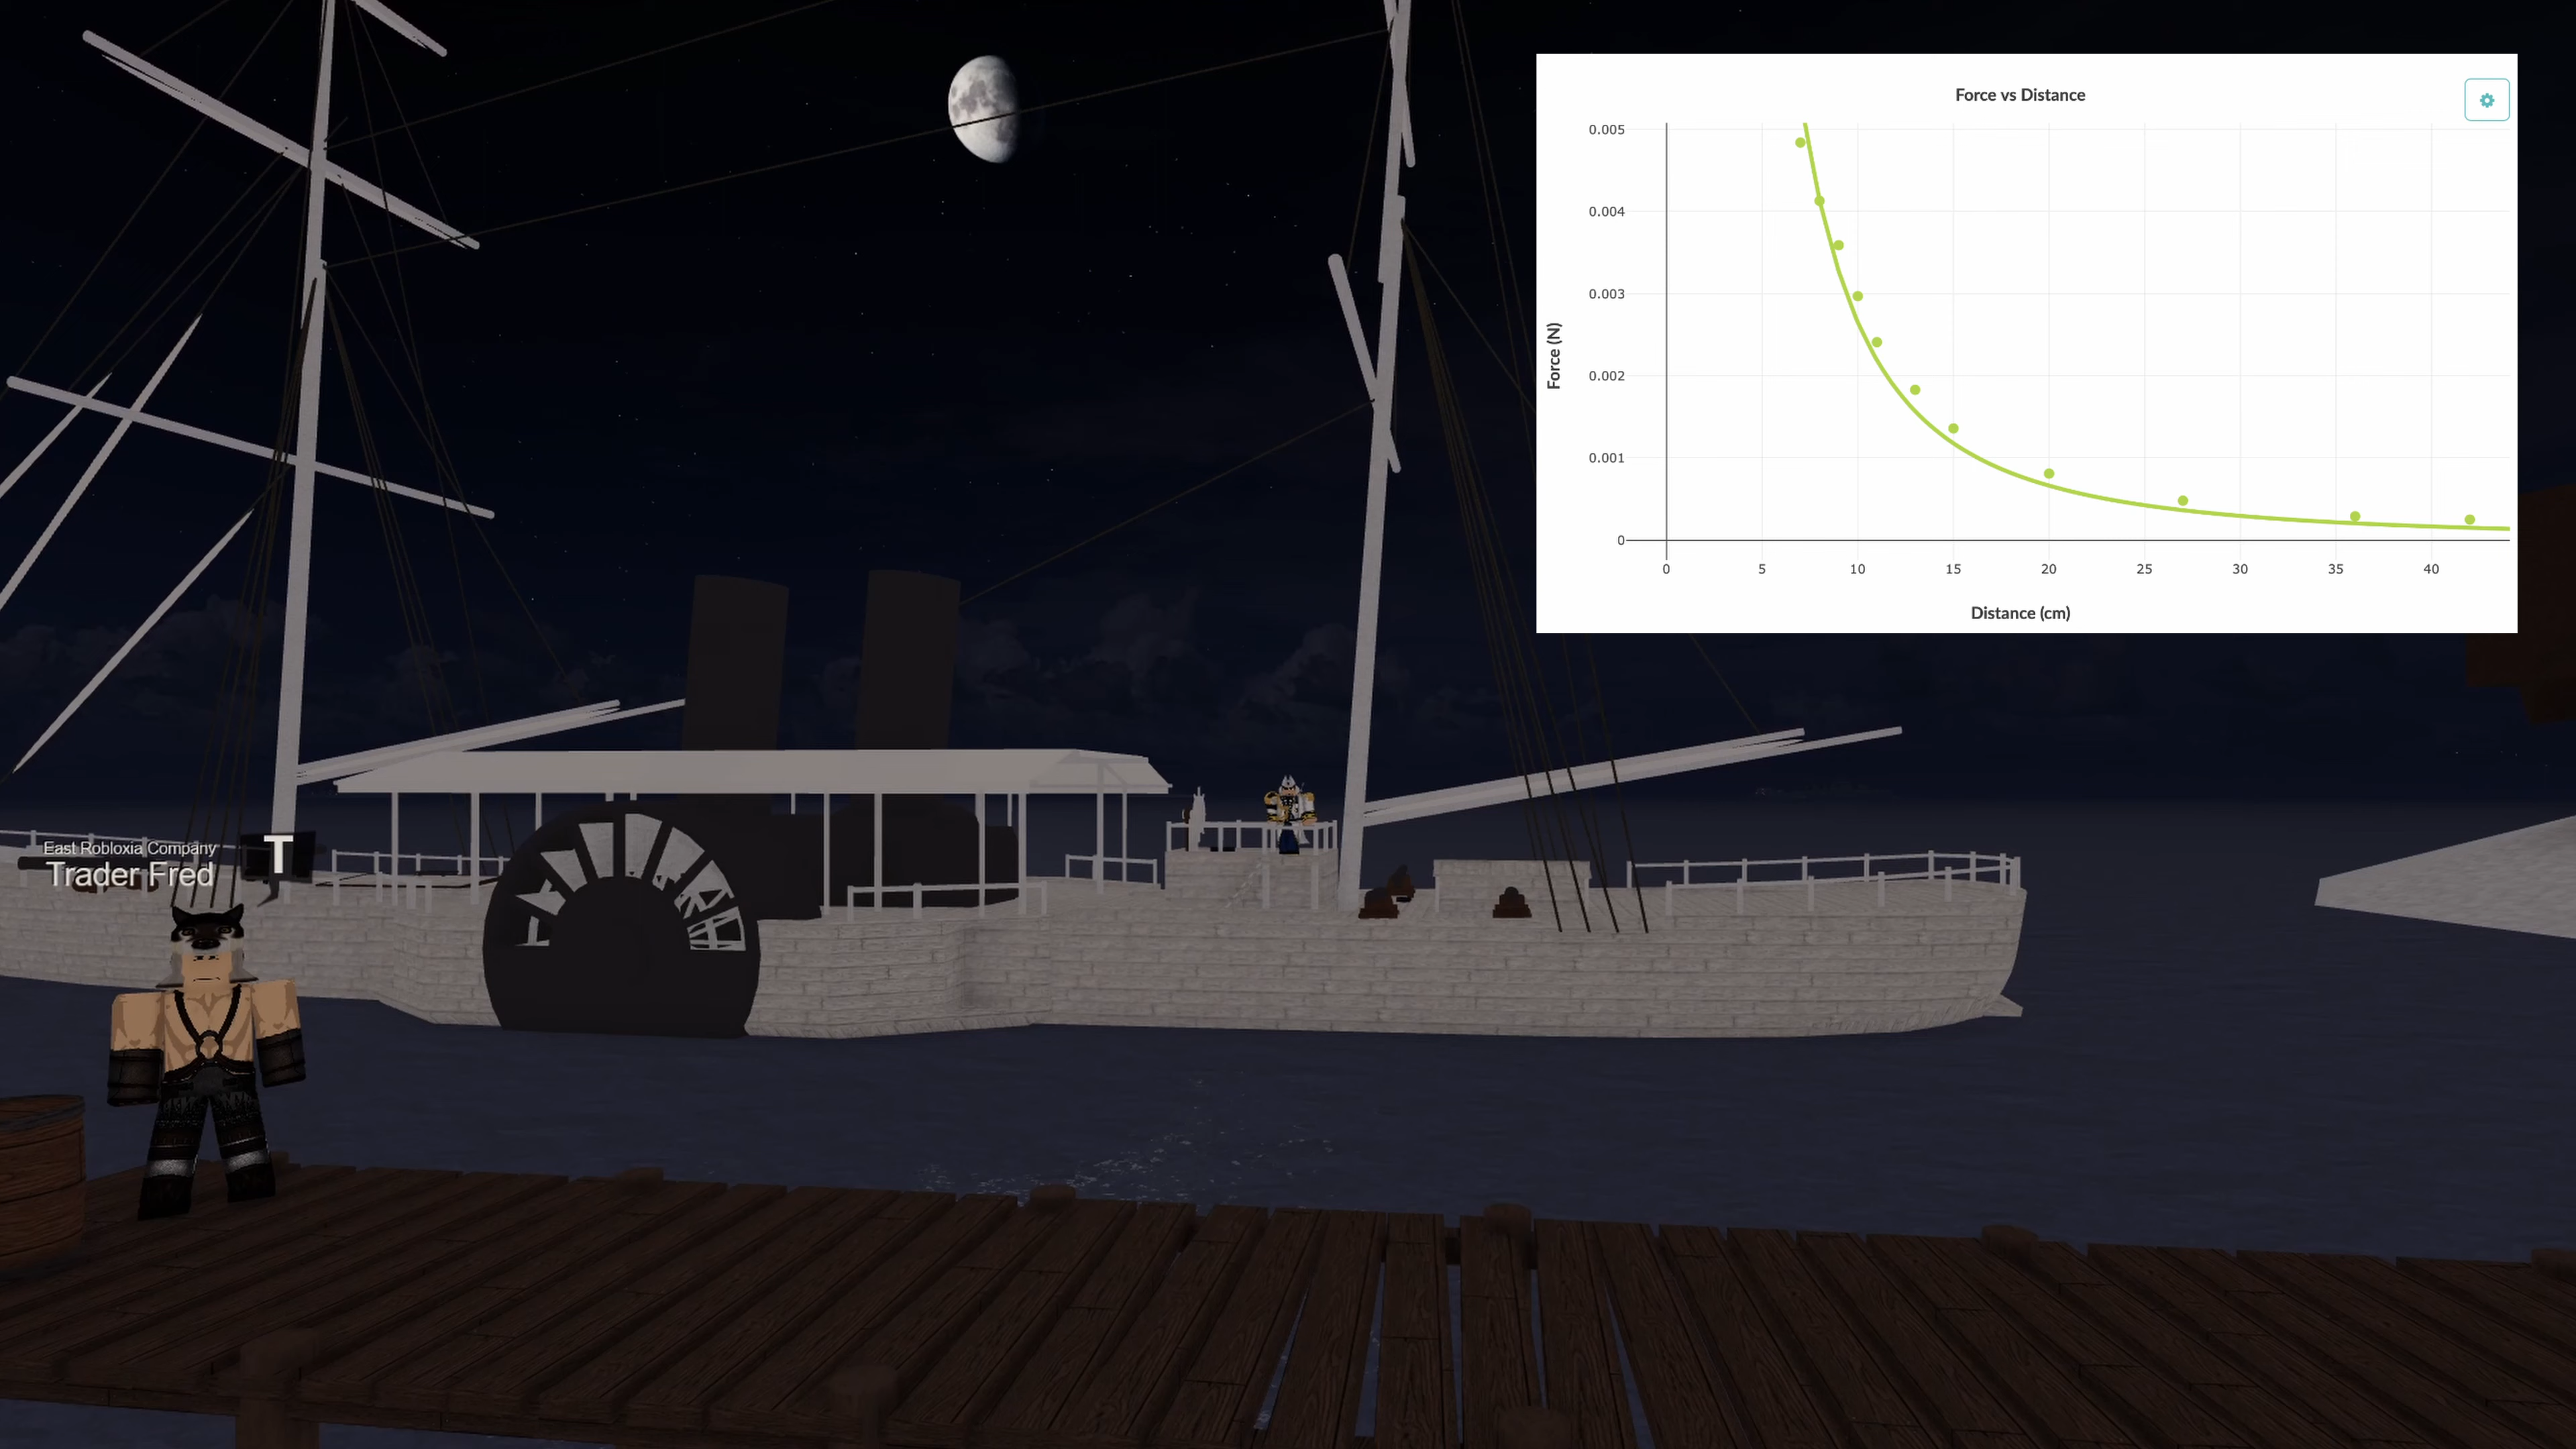 Force vs Distance
0.005
0.004
0.003
0.002
0.001
0
Force (N)
0
5
10
15
20
25
30
35
40
Distance (cm)
East Robloxia Company
Trader Fred
T